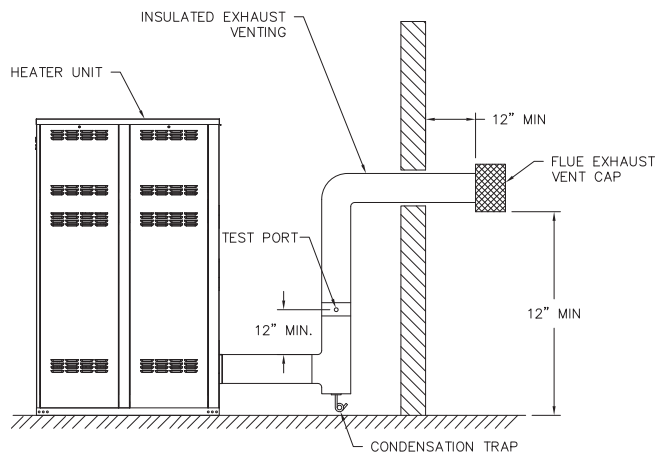 INSULATED EXHAUST
VENTING
HEATER UNIT
12” MIN
FLUE EXHAUST
VENT CAP
TEST PORT
12” MIN.
12” MIN
CONDENSATION TRAP